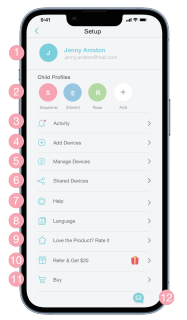 9:41
Setup
1
J
Jenny Aniston
jenny.aniston@mail.com
Child Profiles
2
S
E
R
+
Stephanie
Edward
Rose
Add
3
Activity
4
Add Devices
5
Manage Devices
6
Shared Devices
7
Help
8
Language
9
Love the Product? Rate it
10
Refer & Get $20
11
Buy
12